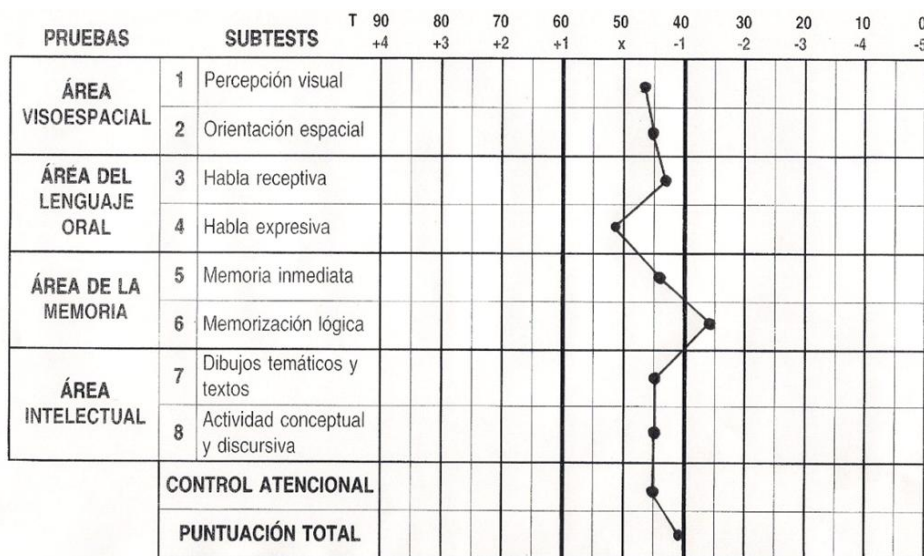 T 90 80 70 60 50 40 30 20 10 0
PRUEBAS SUBTESTS +4 +3 +2 +1 x -1 -2 -3 -4 -5
ÁREA VISOESPACIAL
1 Percepción visual
2 Orientación espacial
ÁREA DEL LENGUAJE ORAL
3 Habla receptiva
4 Habla expresiva
ÁREA DE LA MEMORIA
5 Memoria inmediata
6 Memorización lógica
ÁREA INTELECTUAL
7 Dibujos temáticos y
textos
8 Actividad conceptual
y discursiva
CONTROL ATENCIONAL
PUNTUACIÓN TOTAL